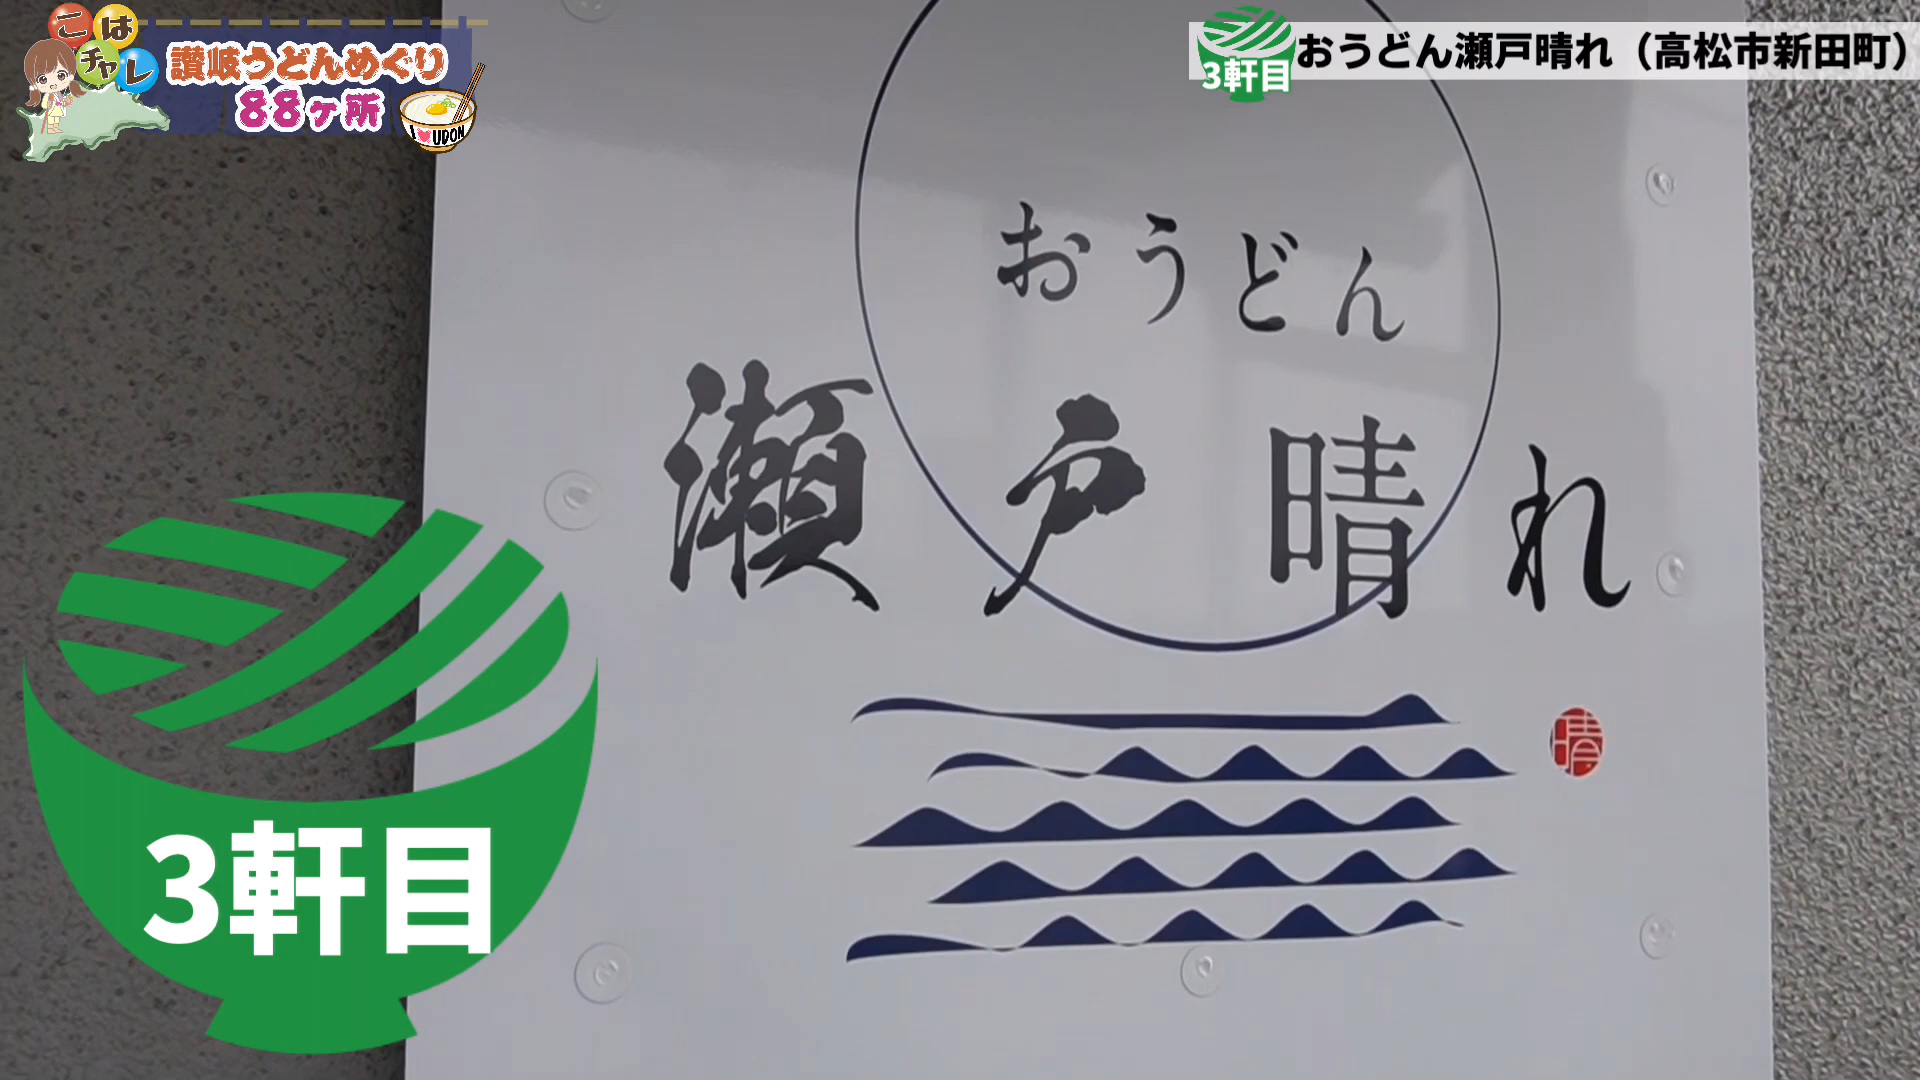 こはチャレ
讃岐うどんめぐり
88ヶ所
I ❤ UDON
3軒目
おうどん瀬戸晴れ（高松市新田町）
おうどん
瀬戸晴れ
晴
3軒目